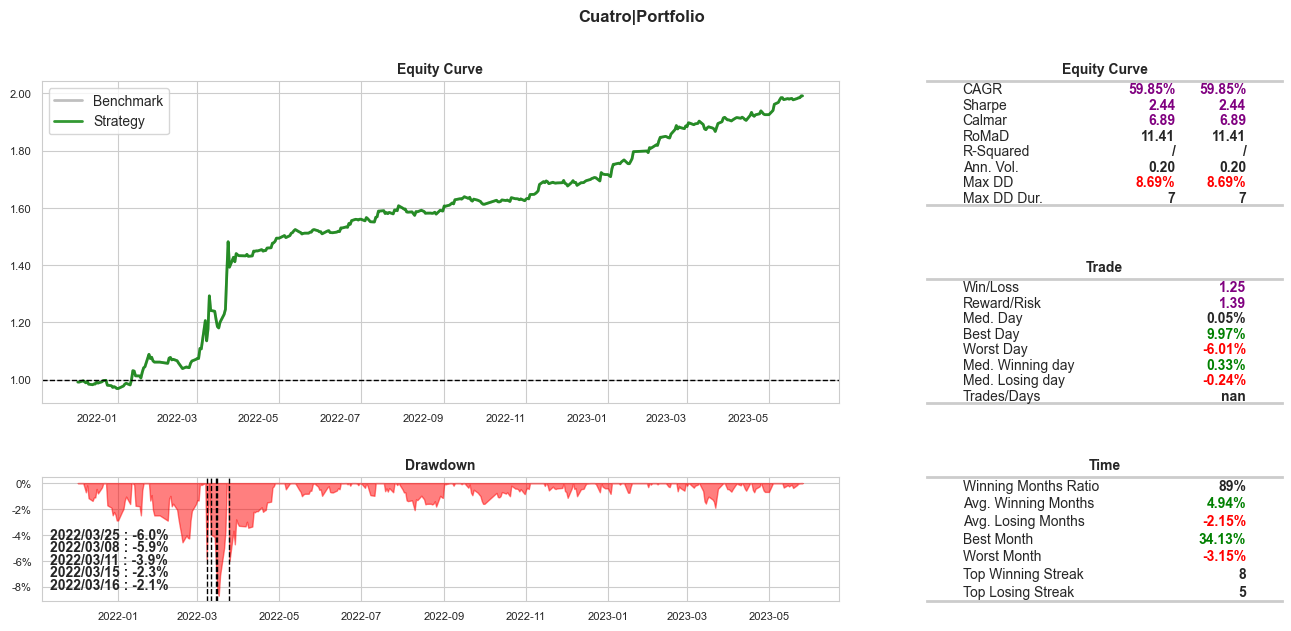 Cuatro|Portfolio
Equity Curve
Benchmark
Strategy
2.00
1.80
1.60
1.40
1.20
1.00
2022-01
2022-03
2022-05
2022-07
2022-09
2022-11
2023-01
2023-03
2023-05
Equity Curve
CAGR 59.85% 59.85%
Sharpe 2.44 2.44
Calmar 6.89 6.89
RoMaD 11.41 11.41
R-Squared / /
Ann. Vol. 0.20 0.20
Max DD 8.69% 8.69%
Max DD Dur. 7 7
Trade
Win/Loss 1.25
Reward/Risk 1.39
Med. Day 0.05%
Best Day 9.97%
Worst Day -6.01%
Med. Winning day 0.33%
Med. Losing day -0.24%
Trades/Days nan
Drawdown
0%
-2%
-4%
-6%
-8%
2022/03/25 : -6.0%
2022/03/08 : -5.9%
2022/03/11 : -3.9%
2022/03/15 : -2.3%
2022/03/16 : -2.1%
2022-01
2022-03
2022-05
2022-07
2022-09
2022-11
2023-01
2023-03
2023-05
Time
Winning Months Ratio 89%
Avg. Winning Months 4.94%
Avg. Losing Months -2.15%
Best Month 34.13%
Worst Month -3.15%
Top Winning Streak 8
Top Losing Streak 5